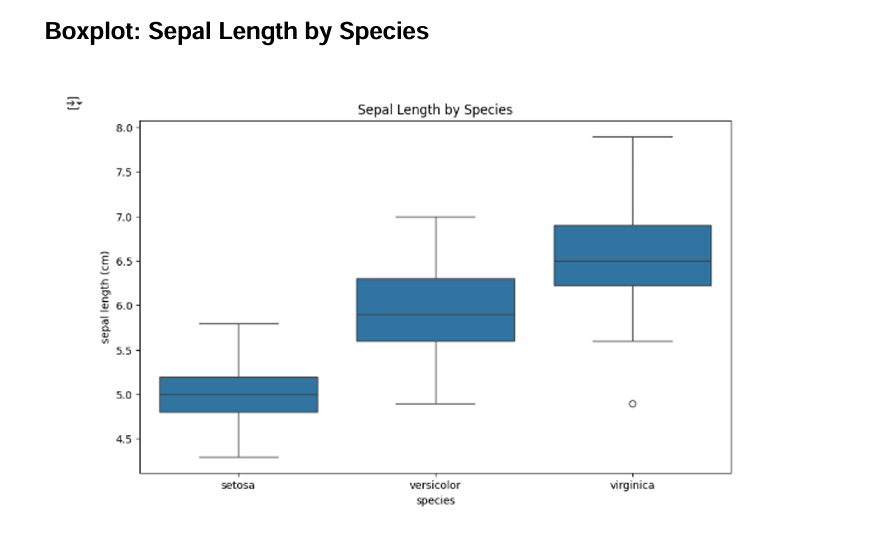 Boxplot: Sepal Length by Species
Sepal Length by Species
8.0
7.5
7.0
6.5
6.0
5.5
5.0
4.5
sepal length (cm)
setosa
versicolor
virginica
species